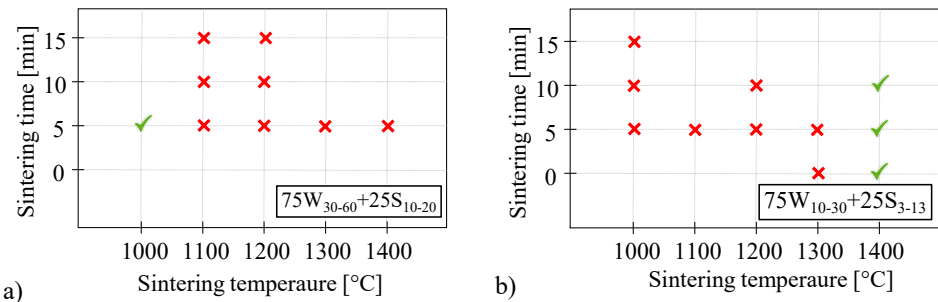 Sintering time [min]
15
10
5
0
75W30-60+25S10-20
1000 1100 1200 1300 1400
Sintering temperaure [°C]
a)
Sintering time [min]
15
10
5
0
75W10-30+25S3-13
1000 1100 1200 1300 1400
Sintering temperaure [°C]
b)